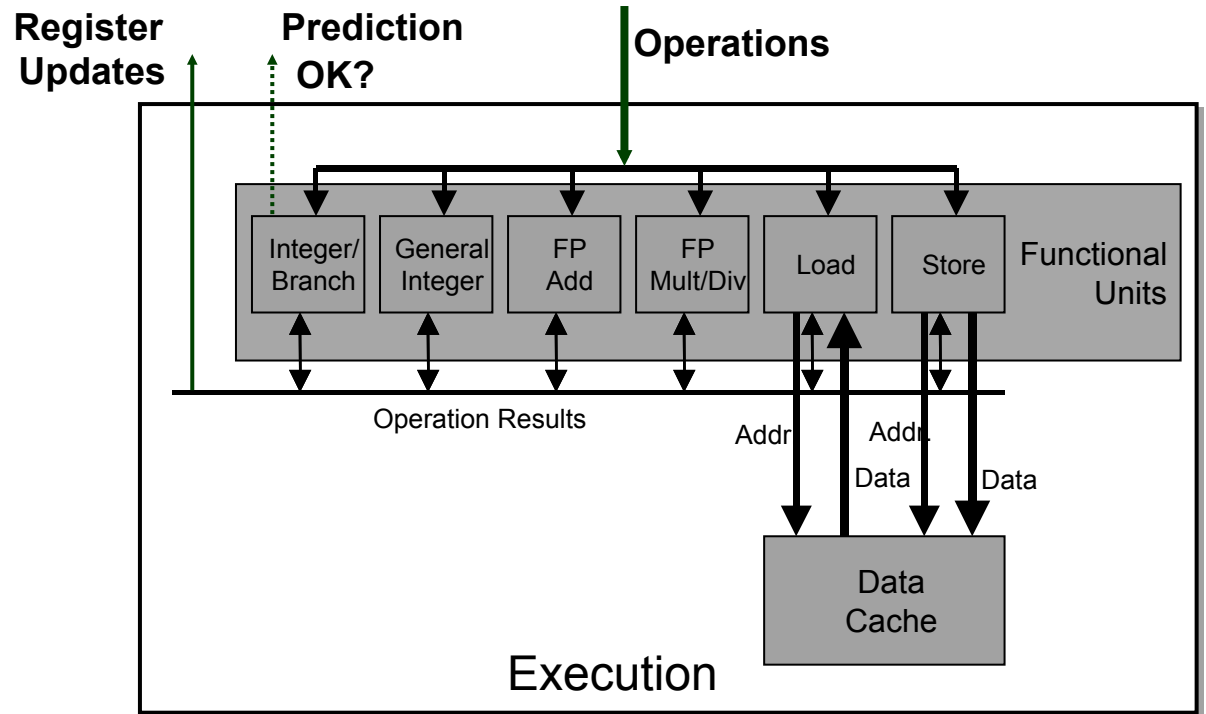 Register
Updates
Prediction
OK?
Operations
Integer/
Branch
General
Integer
FP
Add
FP
Mult/Div
Load
Store
Functional
Units
Operation Results
Addr.
Addr.
Data
Data
Data
Cache
Execution